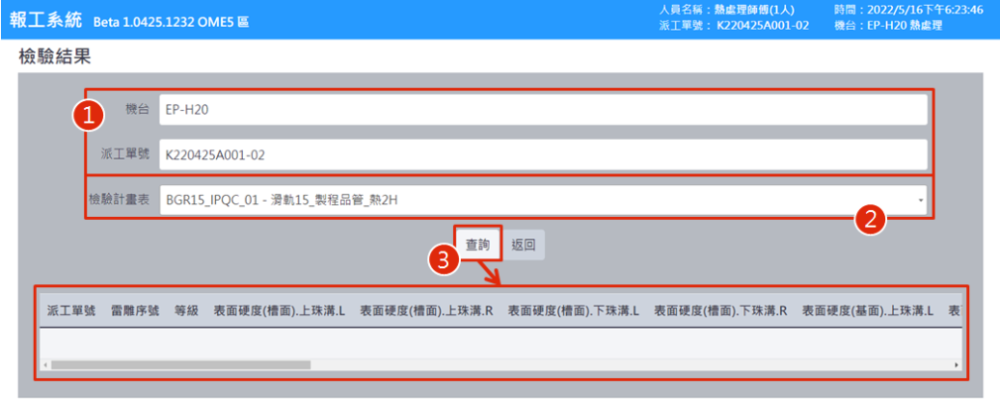 報工系統 Beta 1.0425.1232 OME5 區
人員名稱：熱處理師傅(1人) 時間：2022/5/16下午6:23:46
派工單號： K220425A001-02 機台：EP-H20 熱處理
檢驗結果
1
機台 EP-H20
派工單號 K220425A001-02
檢驗計畫表 BGR15_IPQC_01 - 滑軌15_製程品管_熱2H
2
3
查詢 返回
派工單號 雷雕序號 等級 表面硬度(槽面).上珠溝.L 表面硬度(槽面).上珠溝.R 表面硬度(槽面).下珠溝.L 表面硬度(槽面).下珠溝.R 表面硬度(基面).上珠溝.L 表